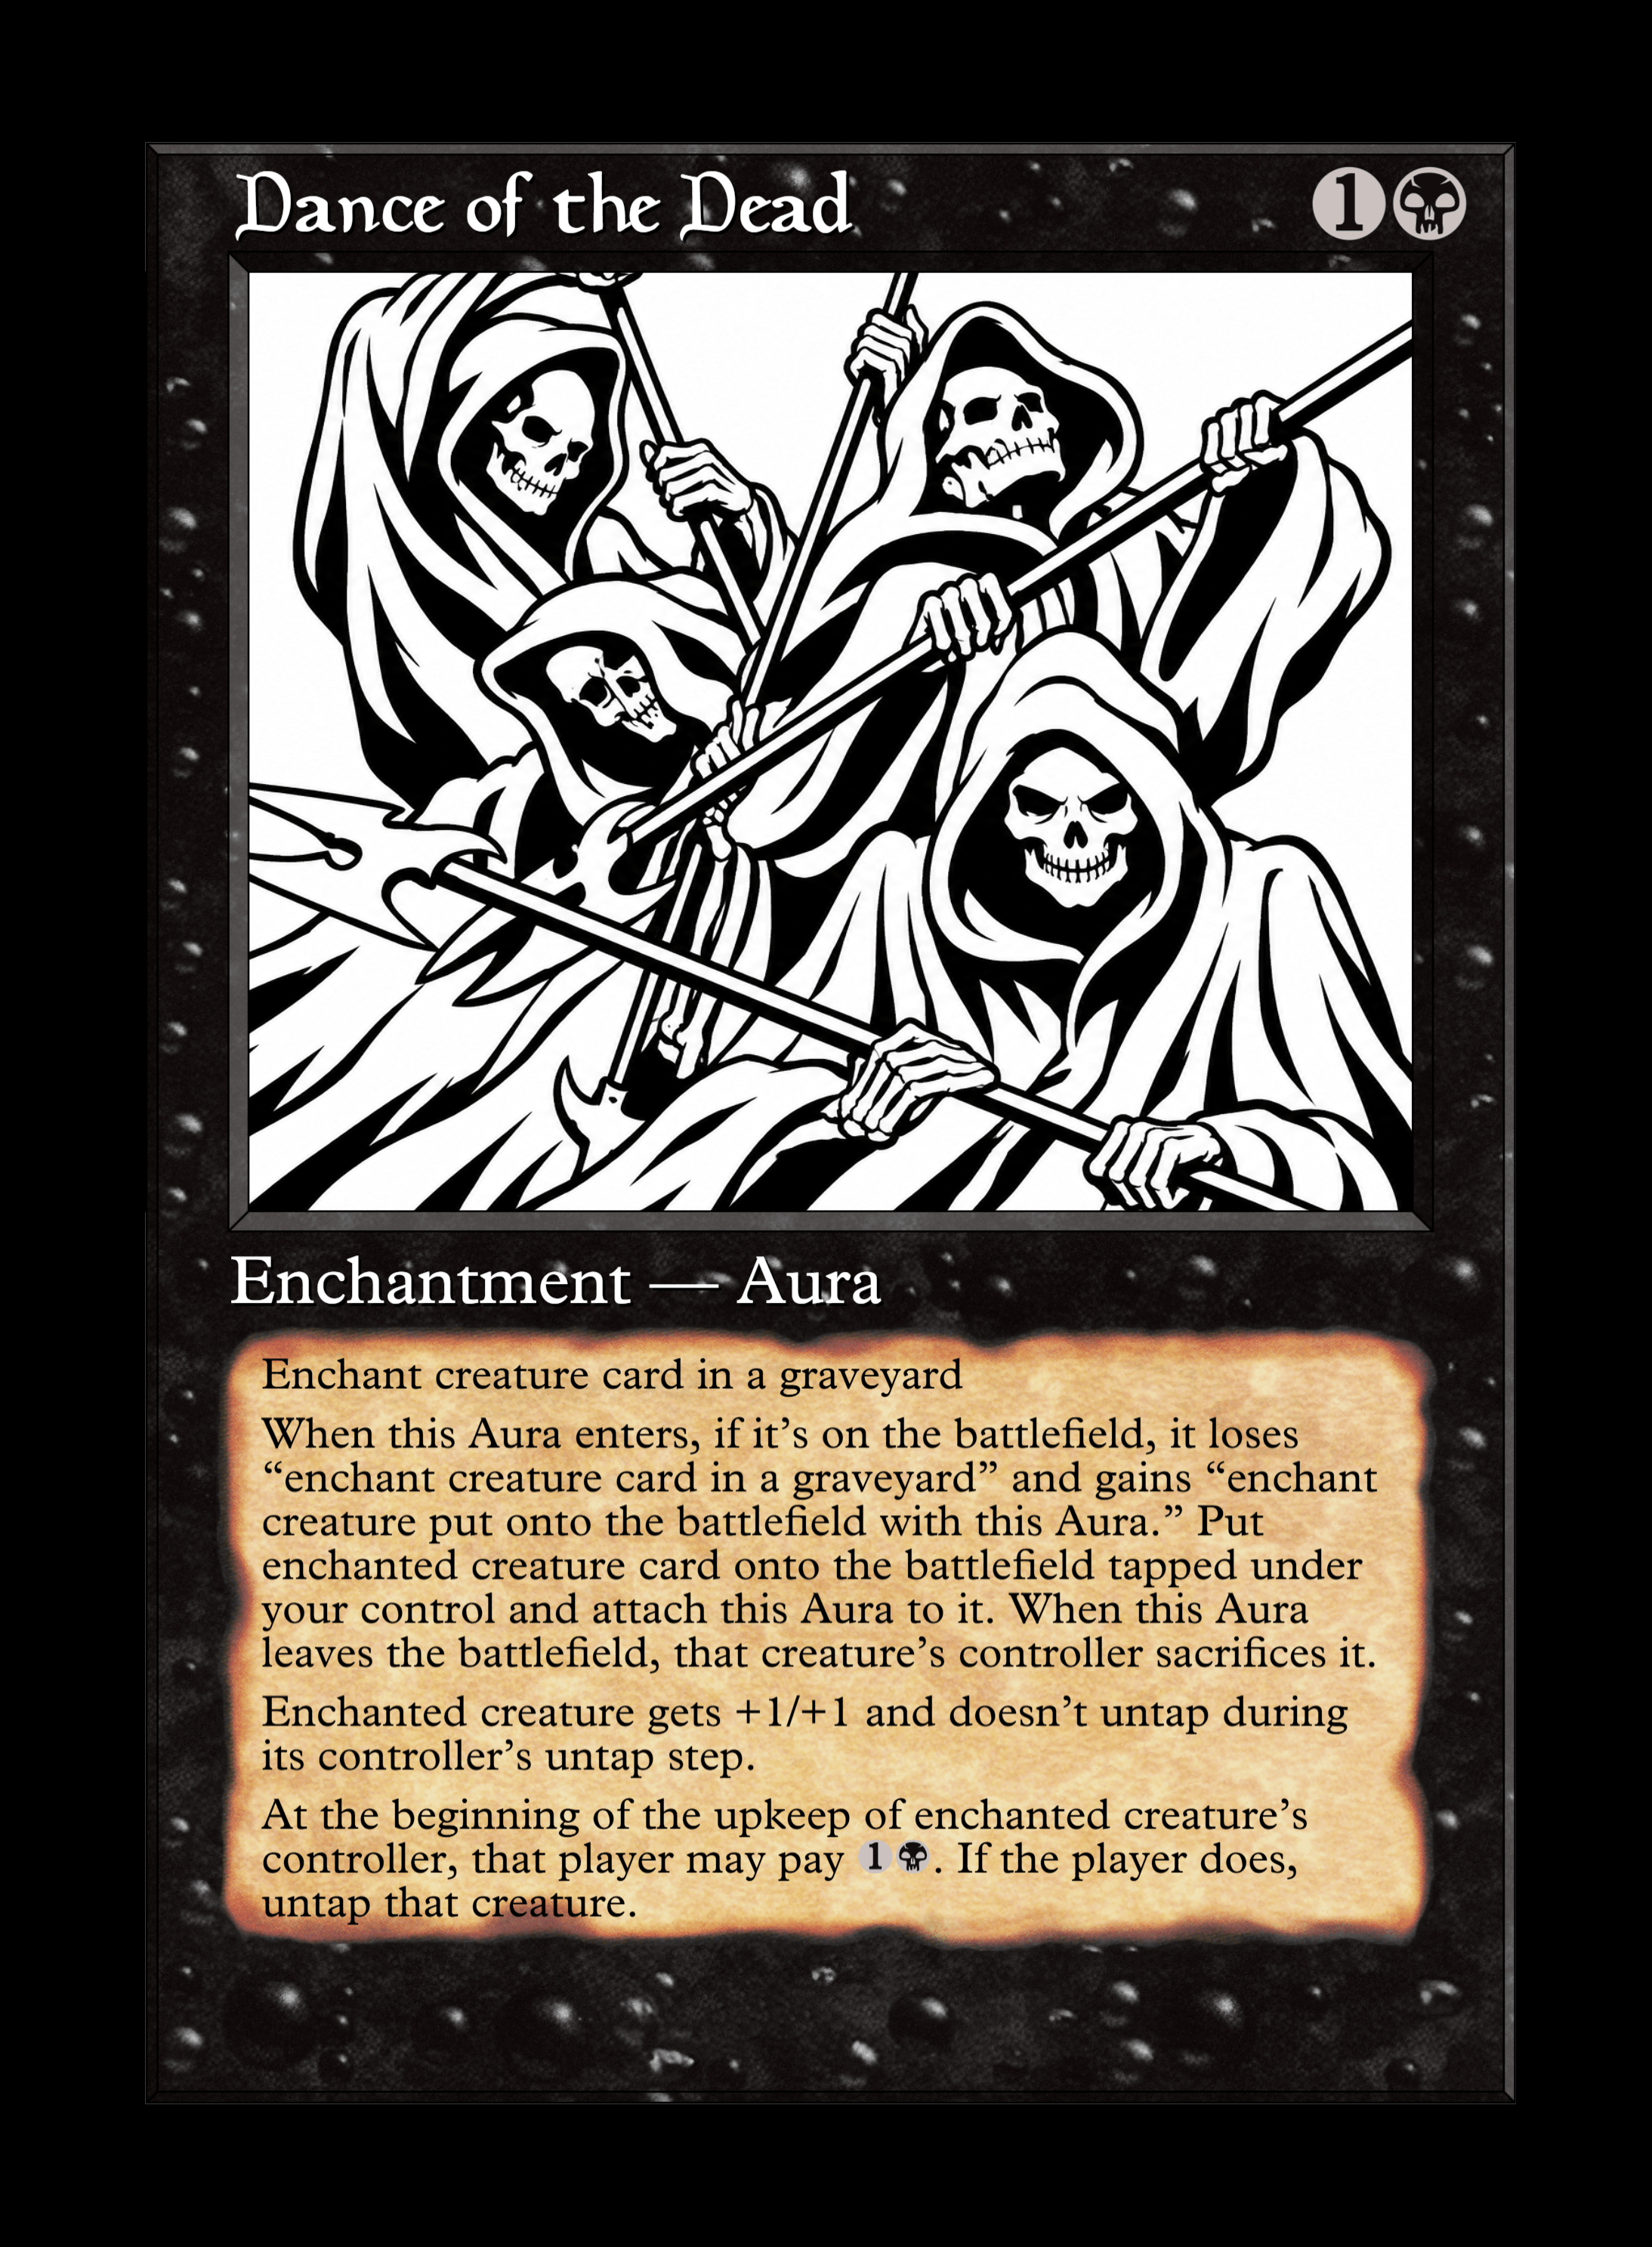 Dance of the Dead 1
Enchantment — Aura
Enchant creature card in a graveyard
When this Aura enters, if it’s on the battlefield, it loses
“enchant creature card in a graveyard” and gains “enchant
creature put onto the battlefield with this Aura.” Put
enchanted creature card onto the battlefield tapped under
your control and attach this Aura to it. When this Aura
leaves the battlefield, that creature’s controller sacrifices it.
Enchanted creature gets +1/+1 and doesn’t untap during
its controller’s untap step.
At the beginning of the upkeep of enchanted creature’s
controller, that player may pay 1. If the player does,
untap that creature.